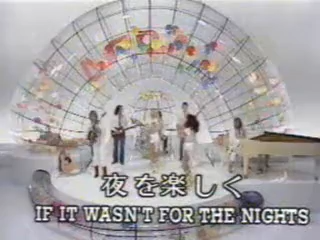 夜を楽しく
IF IT WASN'T FOR THE NIGHTS